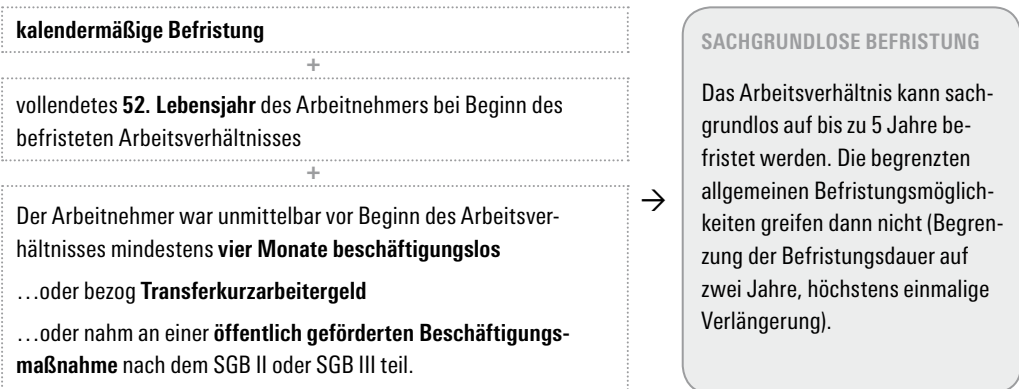 kalendermäßige Befristung
+
vollendetes 52. Lebensjahr des Arbeitnehmers bei Beginn des
befristeten Arbeitsverhältnisses
+
Der Arbeitnehmer war unmittelbar vor Beginn des Arbeitsver-
hältnisses mindestens vier Monate beschäftigungslos
…oder bezog Transferkurzarbeitergeld
…oder nahm an einer öffentlich geförderten Beschäftigungs-
maßnahme nach dem SGB II oder SGB III teil.
→
SACHGRUNDLOSE BEFRISTUNG
Das Arbeitsverhältnis kann sach-
grundlos auf bis zu 5 Jahre be-
fristet werden. Die begrenzten
allgemeinen Befristungsmöglich-
keiten greifen dann nicht (Begren-
zung der Befristungsdauer auf
zwei Jahre, höchstens einmalige
Verlängerung).